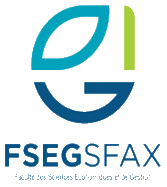 FSEGSFAX
Faculté des Sciences Economiques et de Gestion